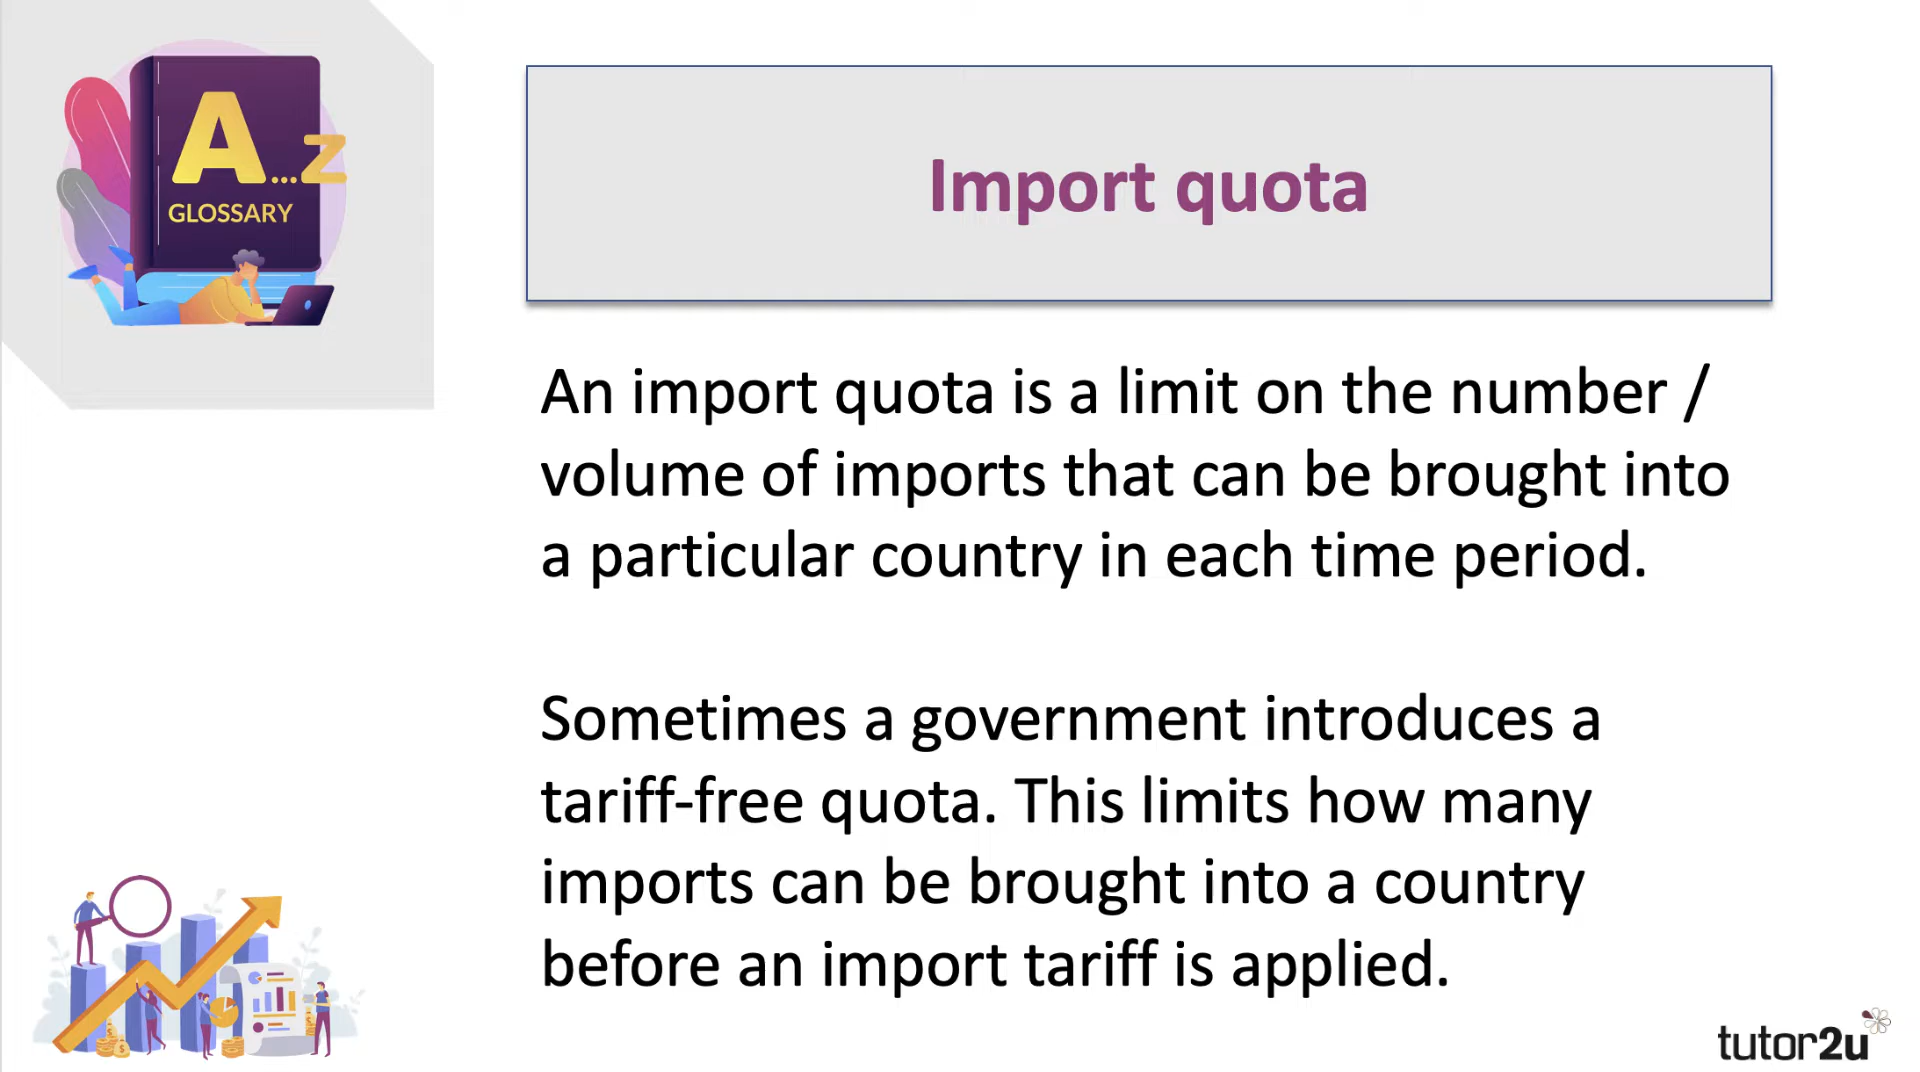 A...Z
GLOSSARY
Import quota
An import quota is a limit on the number /
volume of imports that can be brought into
a particular country in each time period.
Sometimes a government introduces a
tariff-free quota. This limits how many
imports can be brought into a country
before an import tariff is applied.
tutor2u